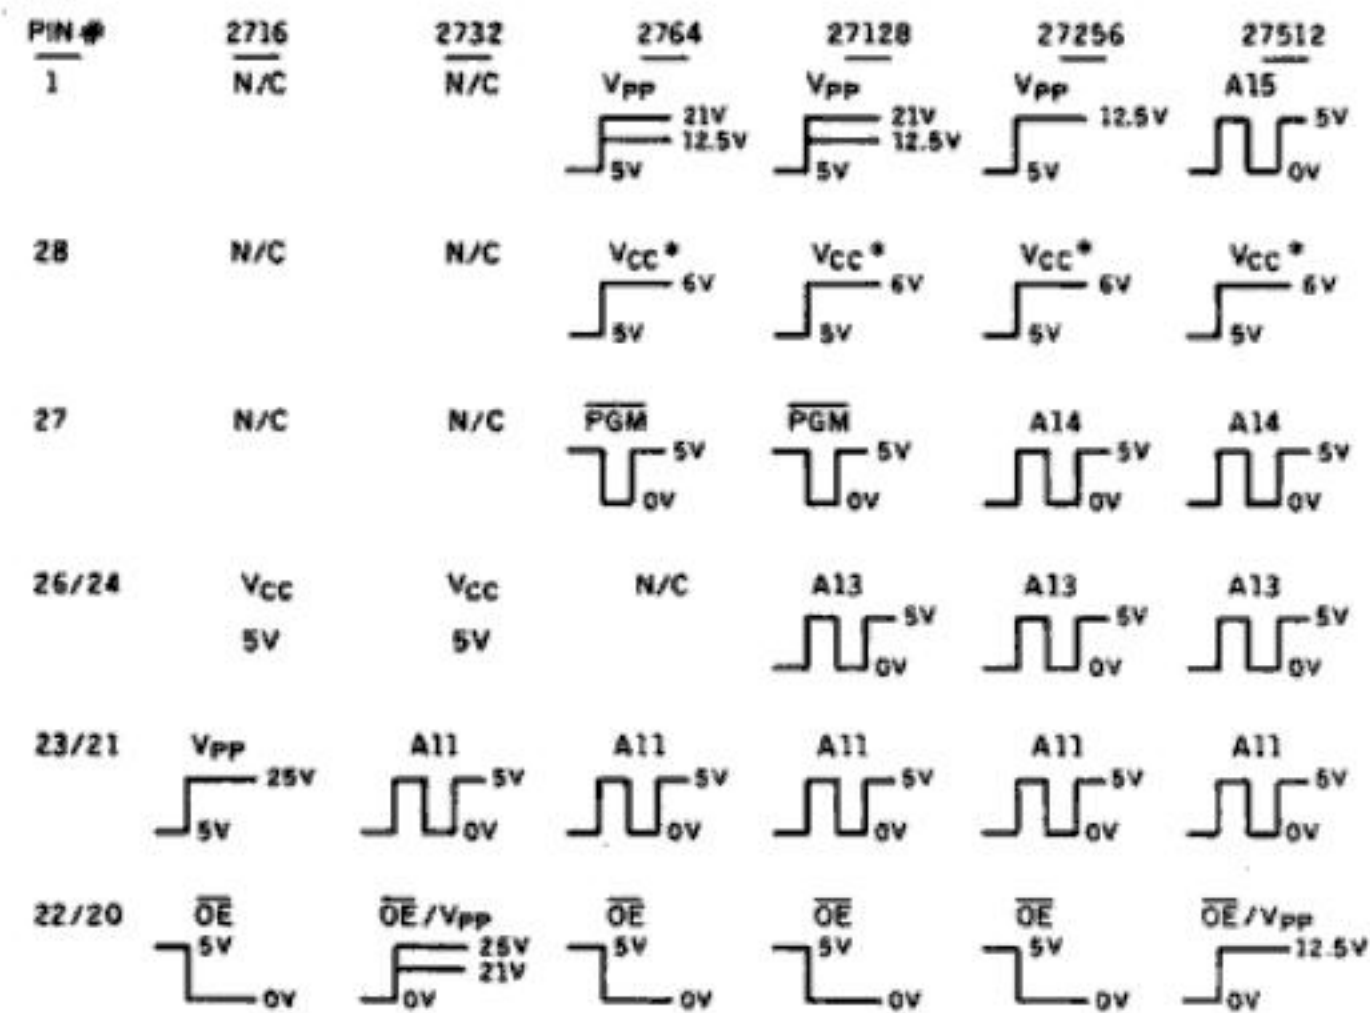 PIN # 2716 2732 2764 27128 27256 27512
1 N/C N/C VPP VPP VPP A15
21V 21V 12.5V 5V
12.5V 12.5V
5V 5V 5V 0V
28 N/C N/C VCC* VCC* VCC* VCC*
6V 6V 6V 6V
5V 5V 5V 5V
27 N/C N/C PGM PGM A14 A14
5V 5V 5V 5V
0V 0V 0V 0V
26/24 VCC VCC N/C A13 A13 A13
5V 5V 5V 5V 5V
0V 0V 0V
23/21 VPP A11 A11 A11 A11 A11
25V 5V 5V 5V 5V 5V
5V 0V 0V 0V 0V 0V
22/20 OE OE/VPP OE OE OE OE/VPP
5V 25V 5V 5V 5V 12.5V
21V
0V 0V 0V 0V 0V 0V